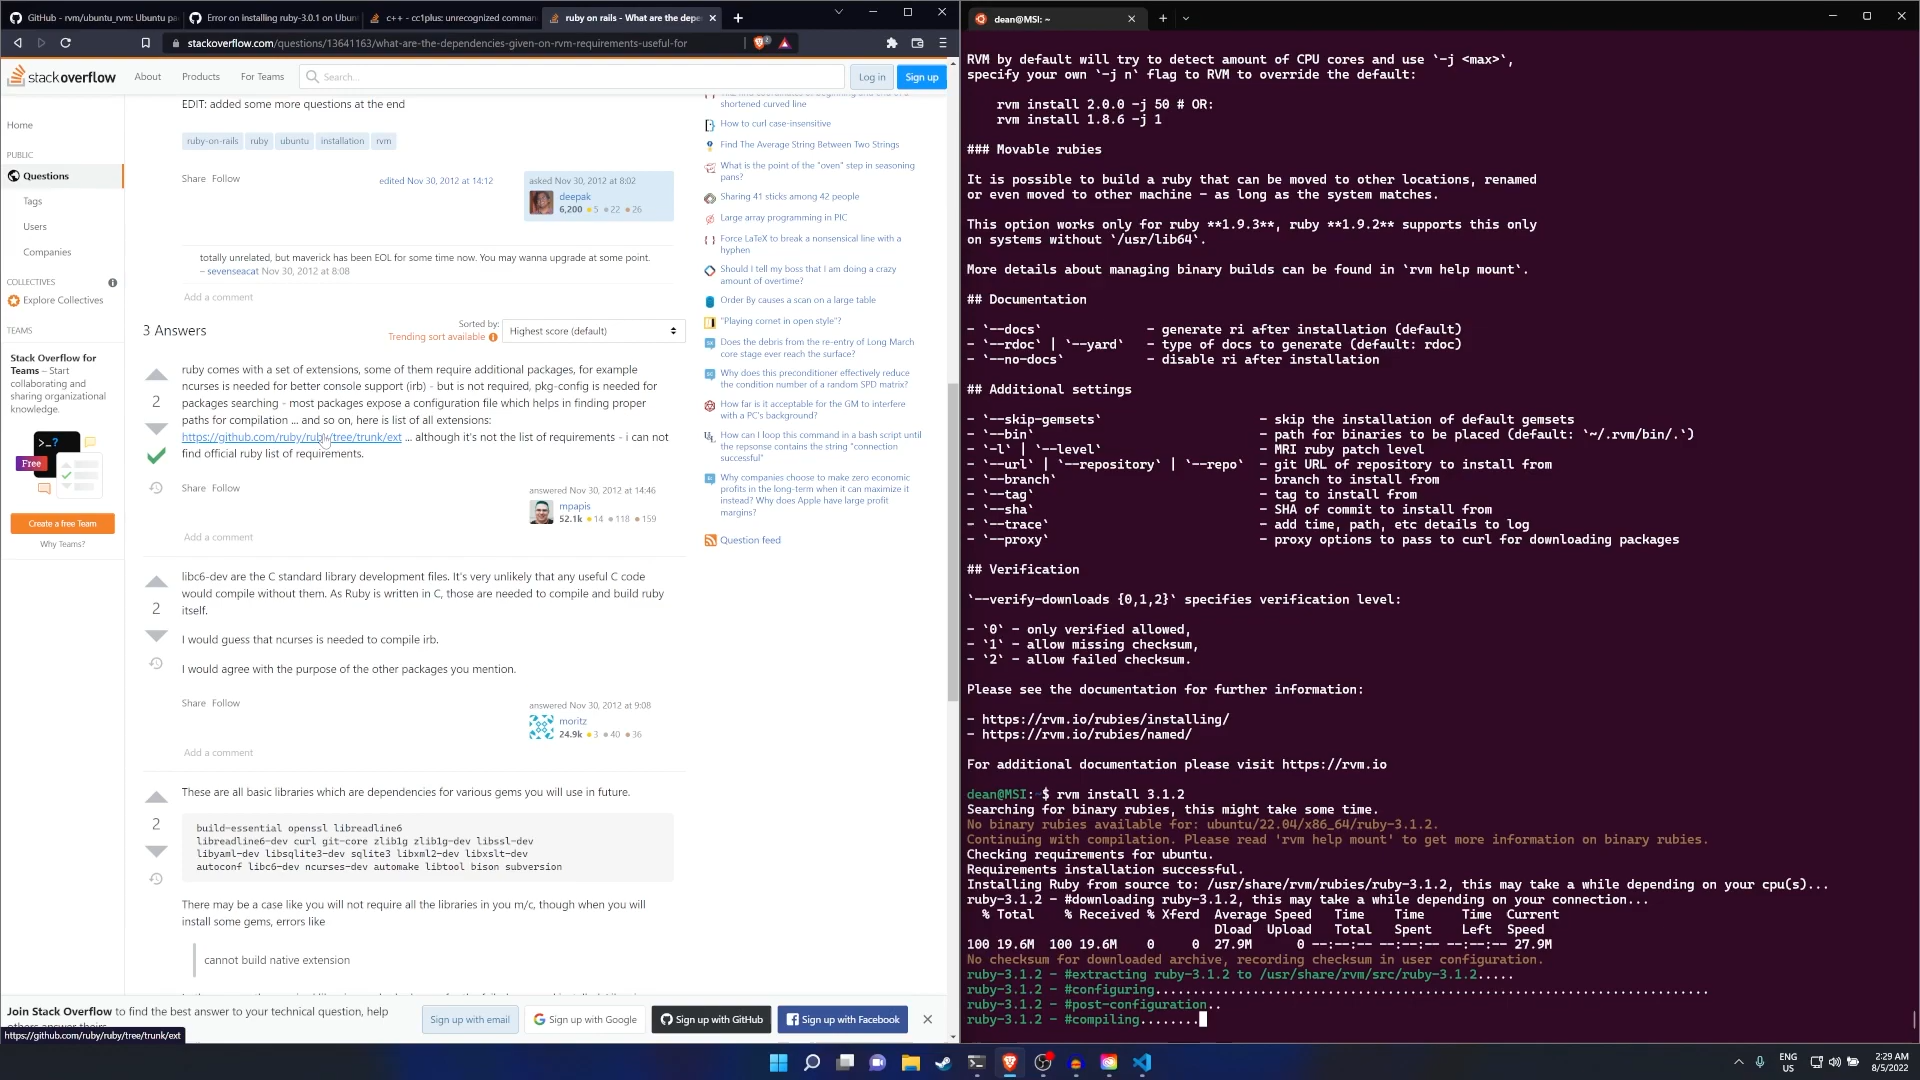 GitHub - rvm/ubuntu_rvm: Ubuntu pa
Error on installing ruby-3.0.1 on Ubun
c++ - cc1plus: unrecognized comman
ruby on rails - What are the depe
stackoverflow.com/questions/13641163/what-are-the-dependencies-given-on-rvm-requirements-useful-for
stackoverflow
About
Products
For Teams
Search...
Log in
Sign up
Home
PUBLIC
Questions
Tags
Users
Companies
COLLECTIVES
Explore Collectives
TEAMS
Stack Overflow for
Teams – Start
collaborating and
sharing organizational
knowledge.
>_?
Free
Create a free Team
Why Teams?
EDIT: added some more questions at the end
ruby-on-rails ruby ubuntu installation rvm
Share Follow
edited Nov 30, 2012 at 14:12
asked Nov 30, 2012 at 8:02
deepak
6,200 5 22 26
totally unrelated, but maverick has been EOL for some time now. You may wanna upgrade at some point.
– sevenseacat Nov 30, 2012 at 8:08
Add a comment
3 Answers
Sorted by:
Trending sort available
Highest score (default)
2
ruby comes with a set of extensions, some of them require additional packages, for example
ncurses is needed for better console support (irb) - but is not required, pkg-config is needed for
packages searching - most packages expose a configuration file which helps in finding proper
paths for compilation ... and so on, here is list of all extensions:
https://github.com/ruby/ruby/tree/trunk/ext ... although it's not the list of requirements - i can not
find official ruby list of requirements.
Share Follow
answered Nov 30, 2012 at 14:46
mpapis
52.1k 14 118 159
Add a comment
2
libc6-dev are the C standard library development files. It's very unlikely that any useful C code
would compile without them. As Ruby is written in C, those are needed to compile and build ruby
itself.
I would guess that ncurses is needed to compile irb.
I would agree with the purpose of the other packages you mention.
Share Follow
answered Nov 30, 2012 at 9:08
moritz
24.9k 3 40 36
Add a comment
2
These are all basic libraries which are dependencies for various gems you will use in future.
build-essential openssl libreadline6
libreadline6-dev curl git-core zlib1g zlib1g-dev libssl-dev
libyaml-dev libsqlite3-dev sqlite3 libxml2-dev libxslt-dev
autoconf libc6-dev ncurses-dev automake libtool bison subversion
There may be a case like you will not require all the libraries in you m/c, though when you will
install some gems, errors like
cannot build native extension
shortened curved line
How to curl case-insensitive
Find The Average String Between Two Strings
What is the point of the "oven" step in seasoning
pans?
Sharing 41 sticks among 42 people
Large array programming in PIC
Force LaTeX to break a nonsensical line with a
hyphen
Should I tell my boss that I am doing a crazy
amount of overtime?
Order By causes a scan on a large table
"Playing cornet in open style"?
Does the debris from the re-entry of Long March
core stage ever reach the surface?
Why does this preconditioner effectively reduce
the condition number of a random SPD matrix?
How far is it acceptable for the GM to interfere
with a PC's background?
How can I loop this command in a bash script until
the repsonse contains the string "connection
successful"
Why companies choose to make zero economic
profits in the long-term when it can maximize it
instead? Why does Apple have large profit
margins?
Question feed
Join Stack Overflow to find the best answer to your technical question, help
Sign up with email
Sign up with Google
Sign up with GitHub
Sign up with Facebook
https://github.com/ruby/ruby/tree/trunk/ext
dean@MSI: ~
RVM by default will try to detect amount of CPU cores and use `-j <max>`,
specify your own `-j n` flag to RVM to override the default:
rvm install 2.0.0 -j 50 # OR:
rvm install 1.8.6 -j 1
### Movable rubies
It is possible to build a ruby that can be moved to other locations, renamed
or even moved to other machine - as long as the system matches.
This option works only for ruby **1.9.3**, ruby **1.9.2** supports this only
on systems without `/usr/lib64`.
More details about managing binary builds can be found in `rvm help mount`.
## Documentation
- `--docs` - generate ri after installation (default)
- `--rdoc` | `--yard` - type of docs to generate (default: rdoc)
- `--no-docs` - disable ri after installation
## Additional settings
- `--skip-gemsets` - skip the installation of default gemsets
- `--bin` - path for binaries to be placed (default: `~/.rvm/bin/.`)
- `-l` | `--level` - MRI ruby patch level
- `--url` | `--repository` | `--repo` - git URL of repository to install from
- `--branch` - branch to install from
- `--tag` - tag to install from
- `--sha` - SHA of commit to install from
- `--trace` - add time, path, etc details to log
- `--proxy` - proxy options to pass to curl for downloading packages
## Verification
`--verify-downloads {0,1,2}` specifies verification level:
- `0` - only verified allowed,
- `1` - allow missing checksum,
- `2` - allow failed checksum.
Please see the documentation for further information:
- https://rvm.io/rubies/installing/
- https://rvm.io/rubies/named/
For additional documentation please visit https://rvm.io
dean@MSI:~$ rvm install 3.1.2
Searching for binary rubies, this might take some time.
No binary rubies available for: ubuntu/22.04/x86_64/ruby-3.1.2.
Continuing with compilation. Please read 'rvm help mount' to get more information on binary rubies.
Checking requirements for ubuntu.
Requirements installation successful.
Installing Ruby from source to: /usr/share/rvm/rubies/ruby-3.1.2, this may take a while depending on your cpu(s)...
ruby-3.1.2 - #downloading ruby-3.1.2, this may take a while depending on your connection...
% Total % Received % Xferd Average Speed Time Time Time Current
Dload Upload Total Spent Left Speed
100 19.6M 100 19.6M 0 0 27.9M 0 --:--:-- --:--:-- --:--:-- 27.9M
No checksum for downloaded archive, recording checksum in user configuration.
ruby-3.1.2 - #extracting ruby-3.1.2 to /usr/share/rvm/src/ruby-3.1.2.....
ruby-3.1.2 - #configuring..................................................................
ruby-3.1.2 - #post-configuration..
ruby-3.1.2 - #compiling........
ENG
US
2:29 AM
8/5/2022